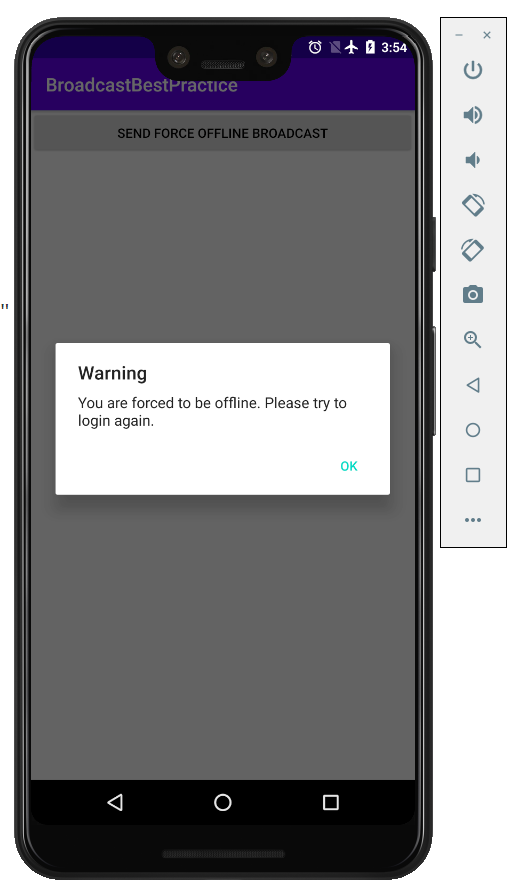 3:54
BroadcastBestPractice
SEND FORCE OFFLINE BROADCAST
"
Warning
You are forced to be offline. Please try to
login again.
OK